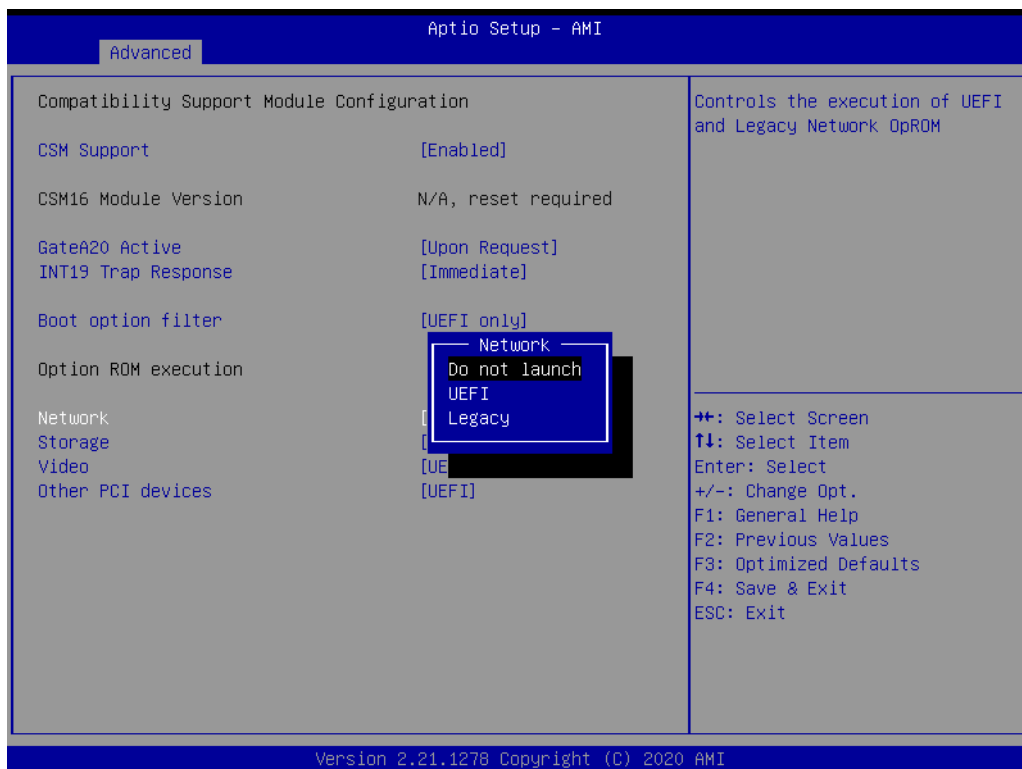 Aptio Setup – AMI
Advanced
Compatibility Support Module Configuration
CSM Support [Enabled]
CSM16 Module Version N/A, reset required
GateA20 Active [Upon Request]
INT19 Trap Response [Immediate]
Boot option filter [UEFI only]
Network
Option ROM execution Do not launch
UEFI
Network [ Legacy
Storage [
Video [UE
Other PCI devices [UEFI]
Controls the execution of UEFI
and Legacy Network OpROM
→←: Select Screen
↑↓: Select Item
Enter: Select
+/-: Change Opt.
F1: General Help
F2: Previous Values
F3: Optimized Defaults
F4: Save & Exit
ESC: Exit
Version 2.21.1278 Copyright (C) 2020 AMI